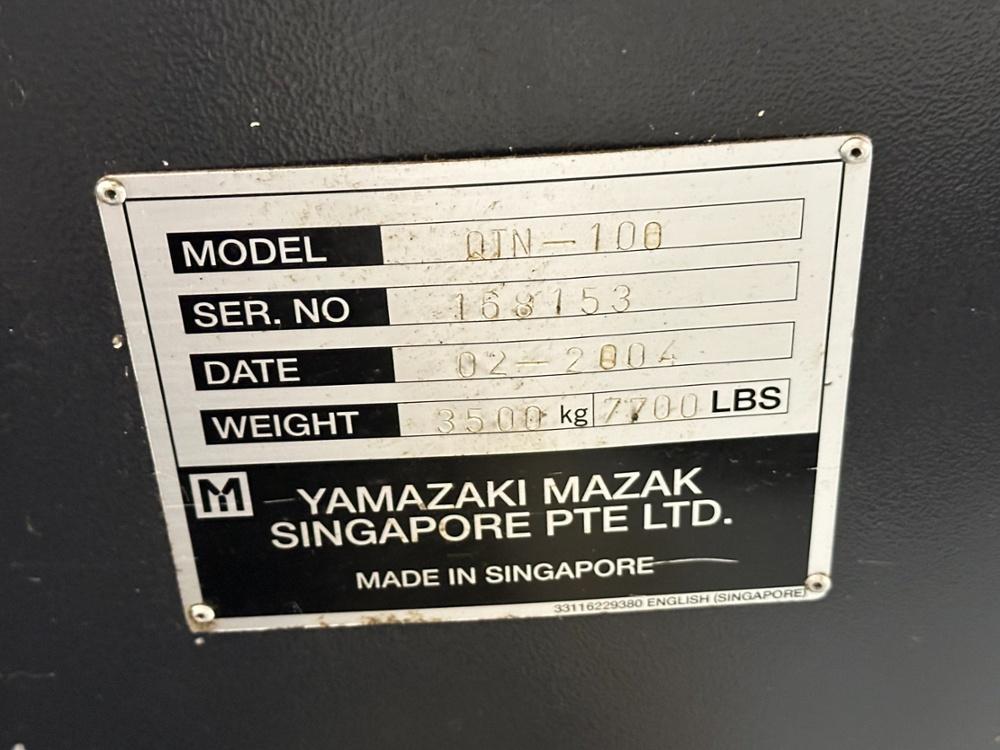 MODEL QTN-100
SER. NO 168153
DATE 02-2004
WEIGHT 3500 kg 7700 LBS
M YAMAZAKI MAZAK
SINGAPORE PTE LTD.
MADE IN SINGAPORE
33116229380 ENGLISH (SINGAPORE)